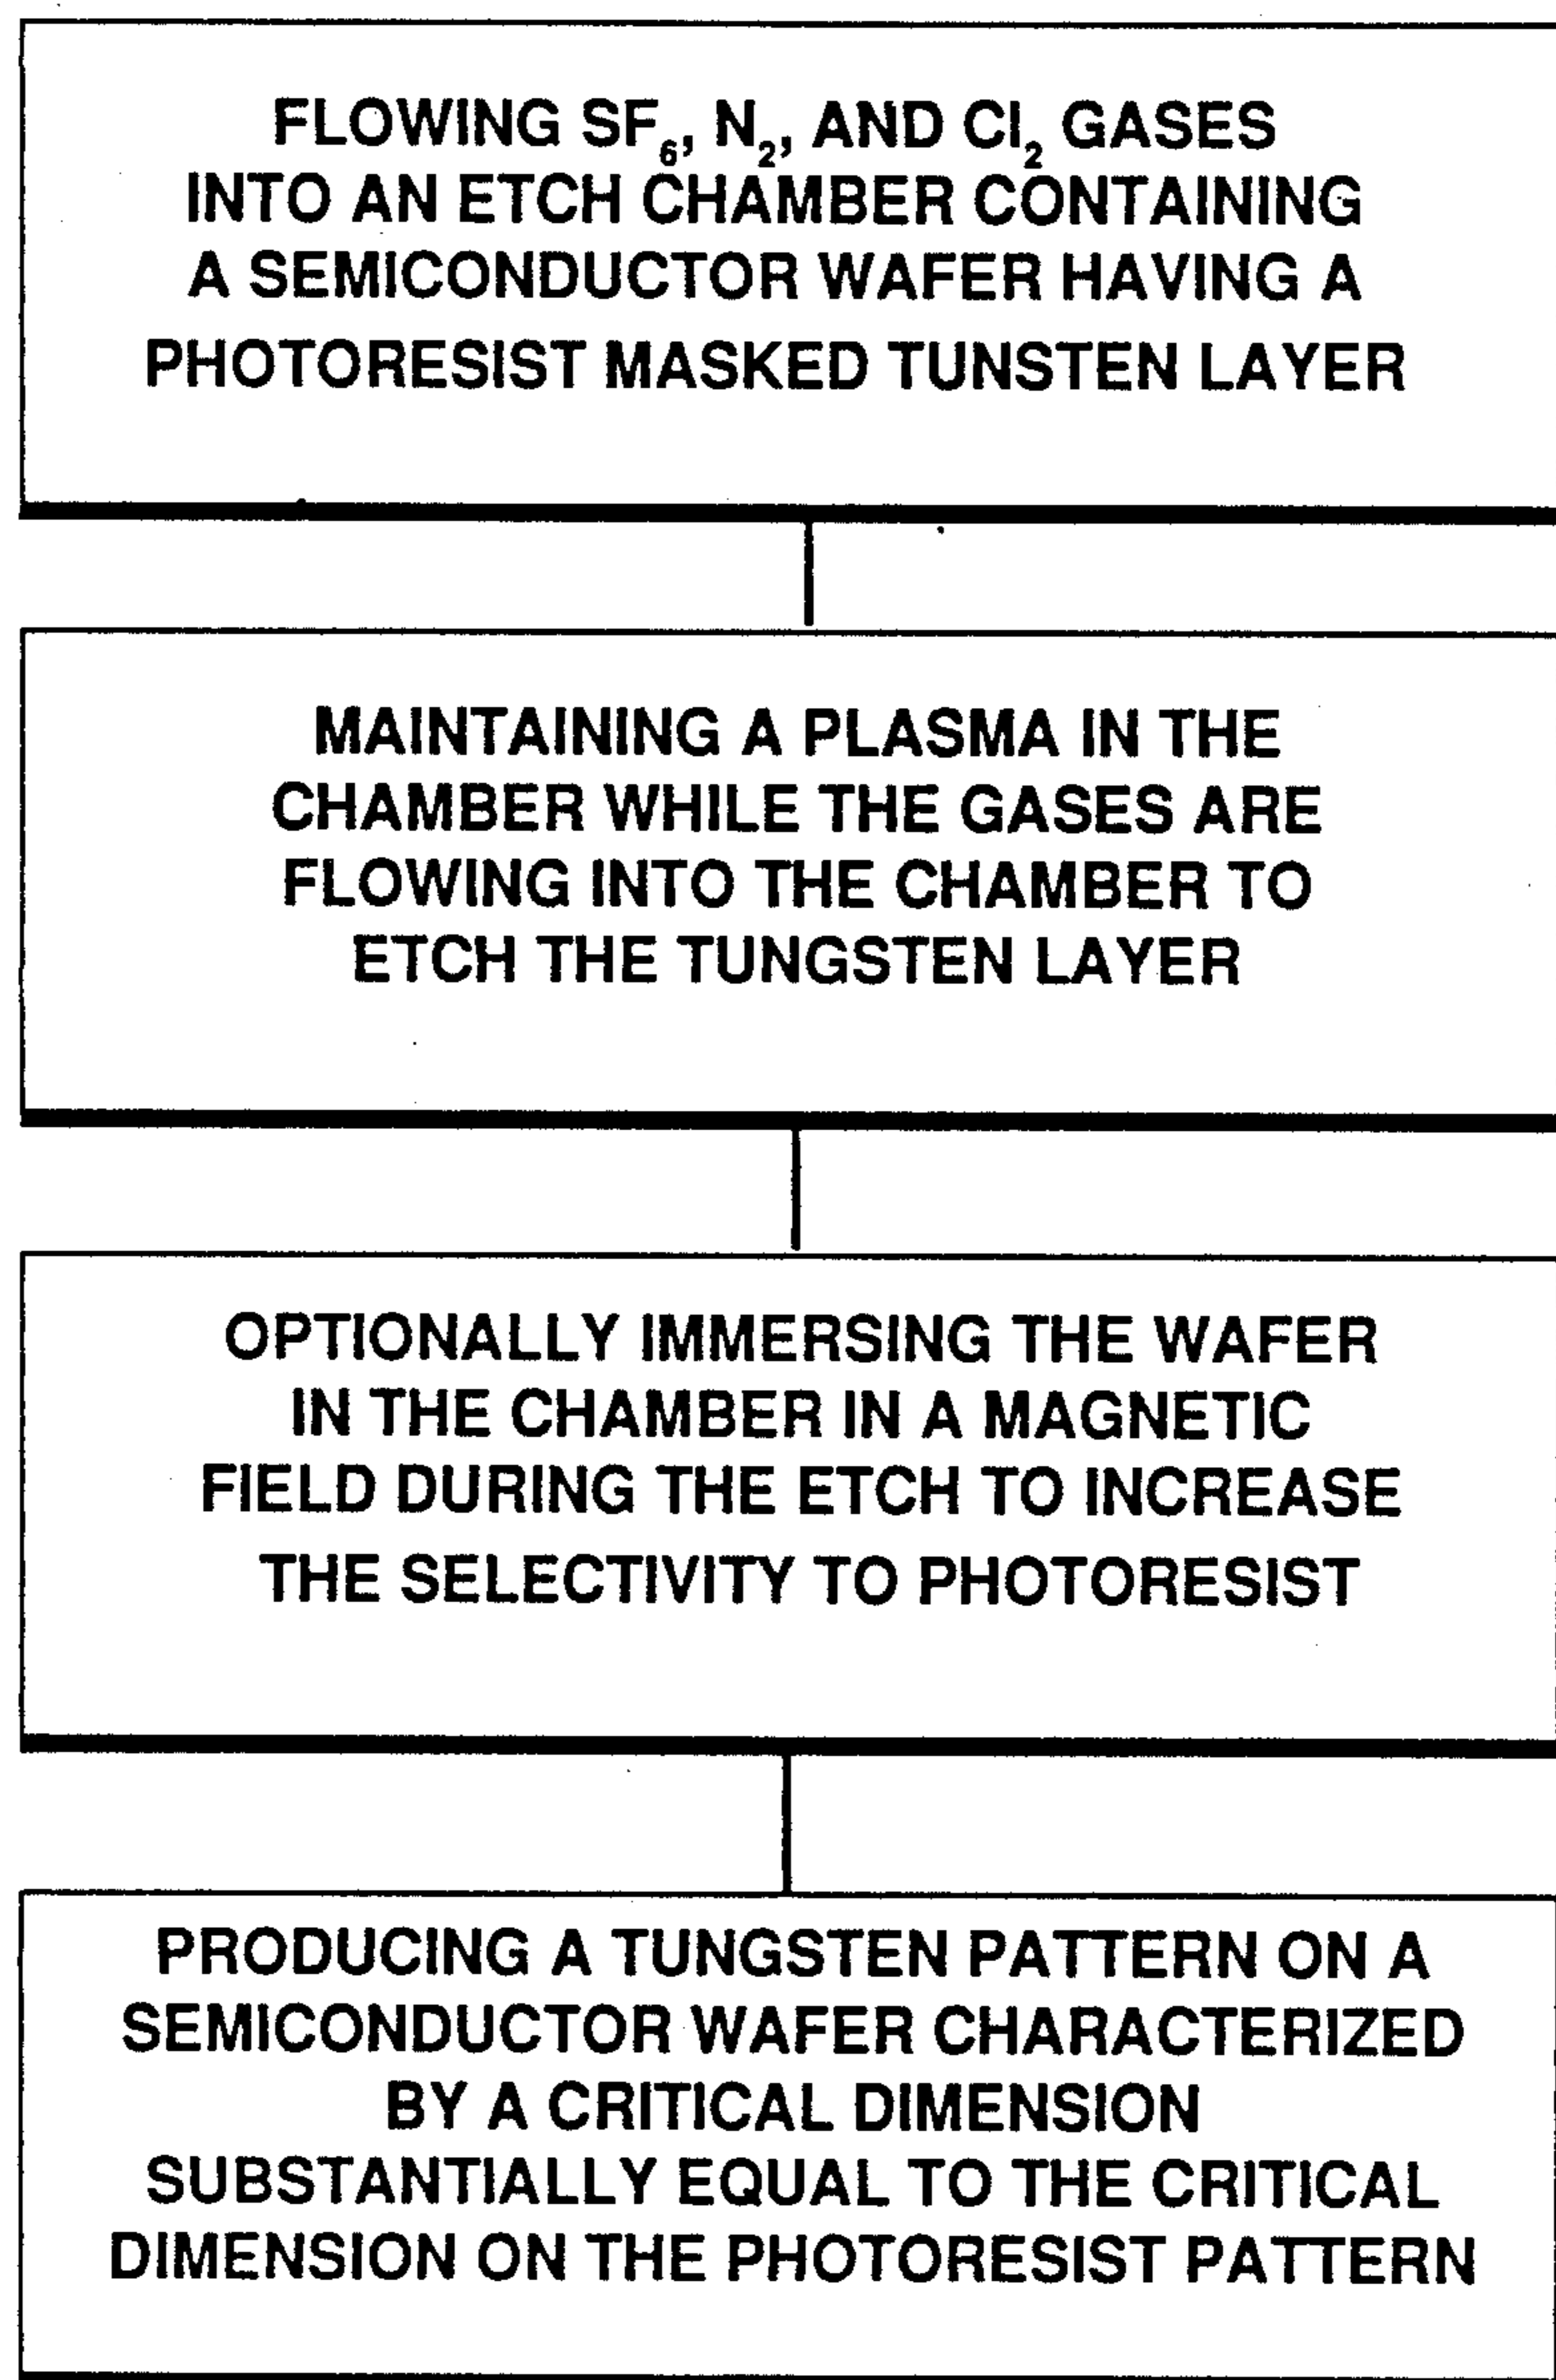 FLOWING SF₆, N₂, AND Cl₂ GASES
INTO AN ETCH CHAMBER CONTAINING
A SEMICONDUCTOR WAFER HAVING A
PHOTORESIST MASKED TUNSTEN LAYER
MAINTAINING A PLASMA IN THE
CHAMBER WHILE THE GASES ARE
FLOWING INTO THE CHAMBER TO
ETCH THE TUNGSTEN LAYER
OPTIONALLY IMMERSING THE WAFER
IN THE CHAMBER IN A MAGNETIC
FIELD DURING THE ETCH TO INCREASE
THE SELECTIVITY TO PHOTORESIST
PRODUCING A TUNGSTEN PATTERN ON A
SEMICONDUCTOR WAFER CHARACTERIZED
BY A CRITICAL DIMENSION
SUBSTANTIALLY EQUAL TO THE CRITICAL
DIMENSION ON THE PHOTORESIST PATTERN